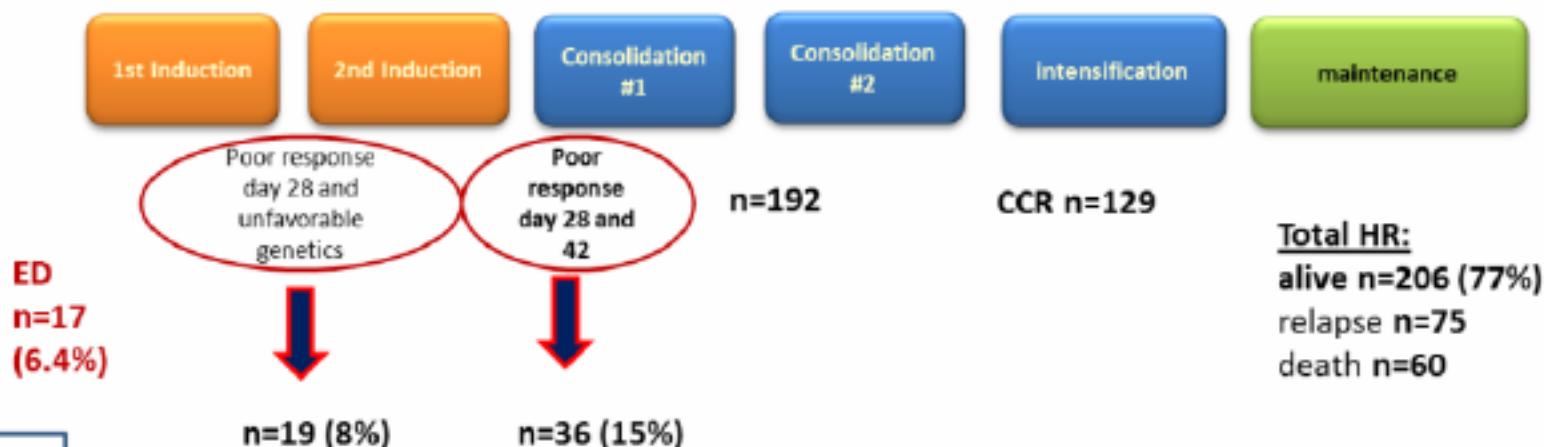 1st Induction
2nd Induction
Consolidation
#1
Consolidation
#2
intensification
maintenance
Poor response
day 28 and
unfavorable
genetics
Poor
response
day 28 and
42
n=192
CCR n=129
ED
n=17
(6.4%)
Total HR:
alive n=206 (77%)
relapse n=75
death n=60
n=19 (8%)
n=36 (15%)